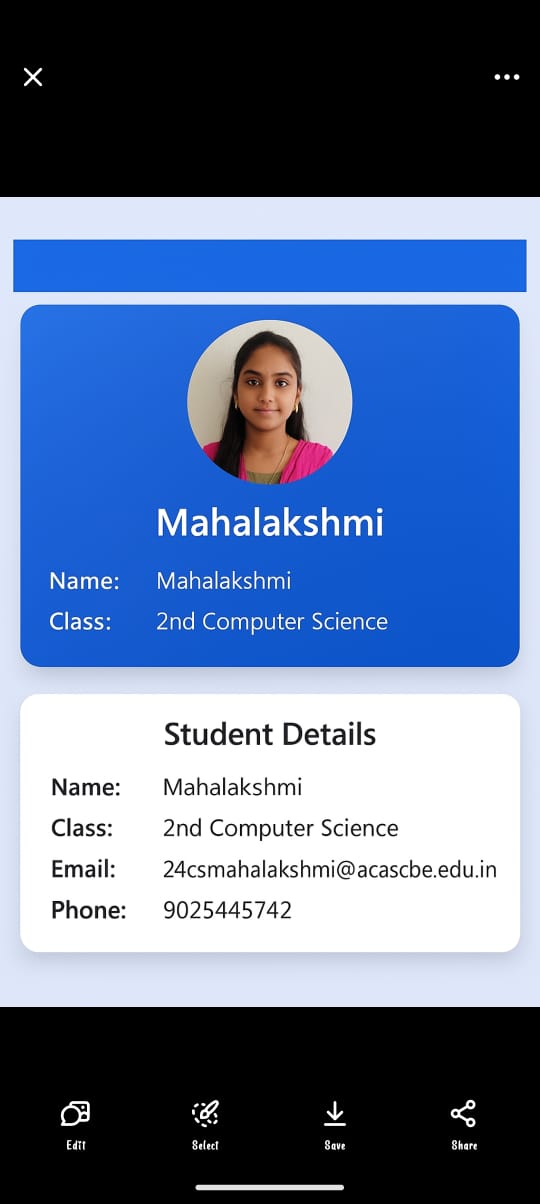 Mahalakshmi
Name: Mahalakshmi
Class: 2nd Computer Science
Student Details
Name: Mahalakshmi
Class: 2nd Computer Science
Email: 24csmahalakshmi@acascbe.edu.in
Phone: 9025445742
Edit Select Save Share